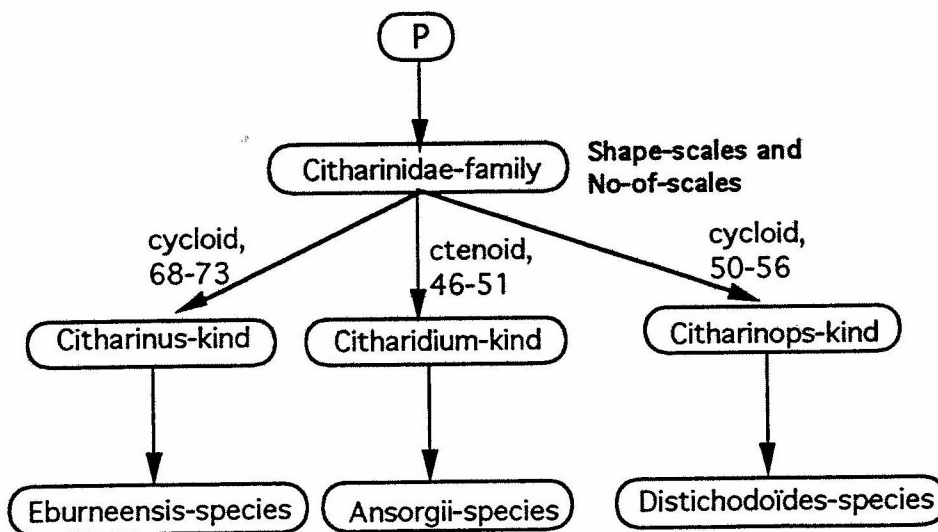 P
Citharinidae-family
Shape-scales and
No-of-scales
cycloid,
68-73
ctenoid,
46-51
cycloid,
50-56
Citharinus-kind
Citharidium-kind
Citharinops-kind
Eburneensis-species
Ansorgii-species
Distichodoïdes-species